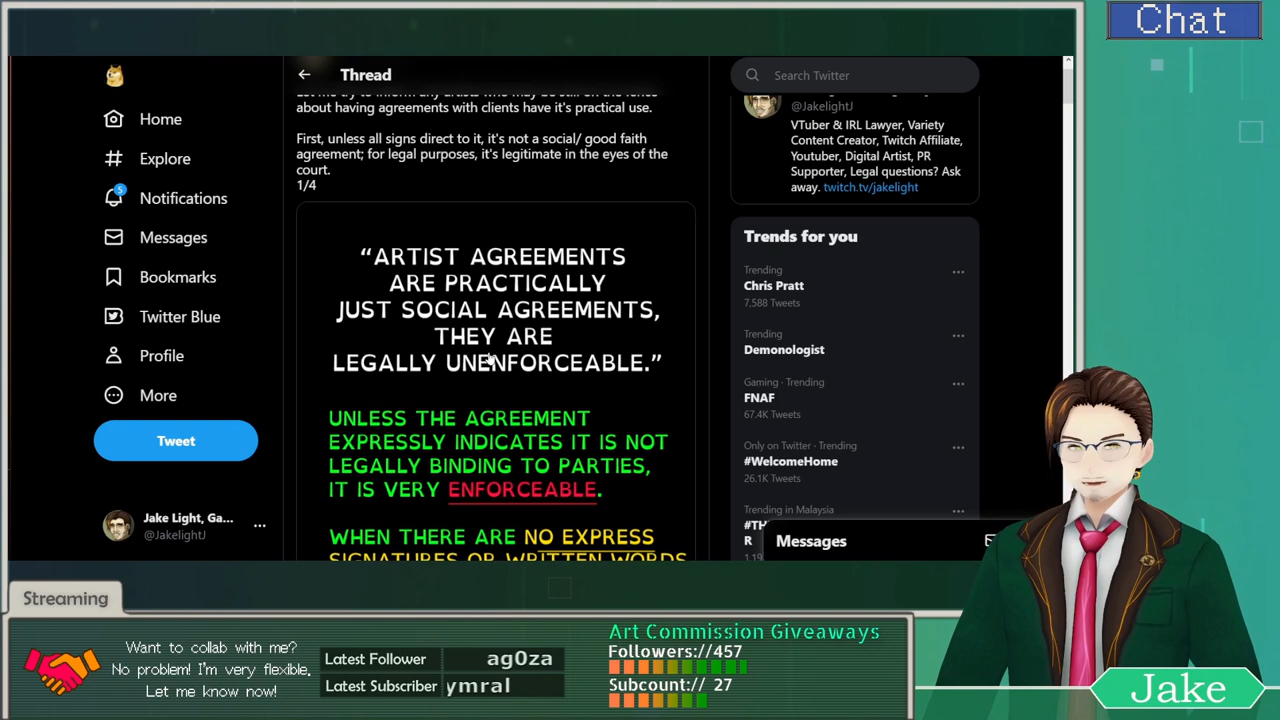 Chat
Thread
Search Twitter
about having agreements with clients have it's practical use.
First, unless all signs direct to it, it's not a social/ good faith
agreement; for legal purposes, it's legitimate in the eyes of the
court.
1/4
@JakelightJ
VTuber & IRL Lawyer, Variety
Content Creator, Twitch Affiliate,
Youtuber, Digital Artist, PR
Supporter, Legal questions? Ask
away. twitch.tv/jakelight
Home
Explore
5
Notifications
Messages
Bookmarks
Twitter Blue
Profile
More
Tweet
Jake Light, Ga...
@JakelightJ
“ARTIST AGREEMENTS
ARE PRACTICALLY
JUST SOCIAL AGREEMENTS,
THEY ARE
LEGALLY UNENFORCEABLE.”
UNLESS THE AGREEMENT
EXPRESSLY INDICATES IT IS NOT
LEGALLY BINDING TO PARTIES,
IT IS VERY ENFORCEABLE.
WHEN THERE ARE NO EXPRESS
SIGNATURES OR WRITTEN WORDS
Trends for you
Trending
Chris Pratt
7,588 Tweets
Trending
Demonologist
Gaming · Trending
FNAF
67.4K Tweets
Only on Twitter · Trending
#WelcomeHome
26.1K Tweets
Trending in Malaysia
Messages
Streaming
Want to collab with me?
No problem! I'm very flexible.
Let me know now!
Latest Follower ag0za
Latest Subscriber ymral
Art Commission Giveaways
Followers://457
Subcount:// 27
Jake